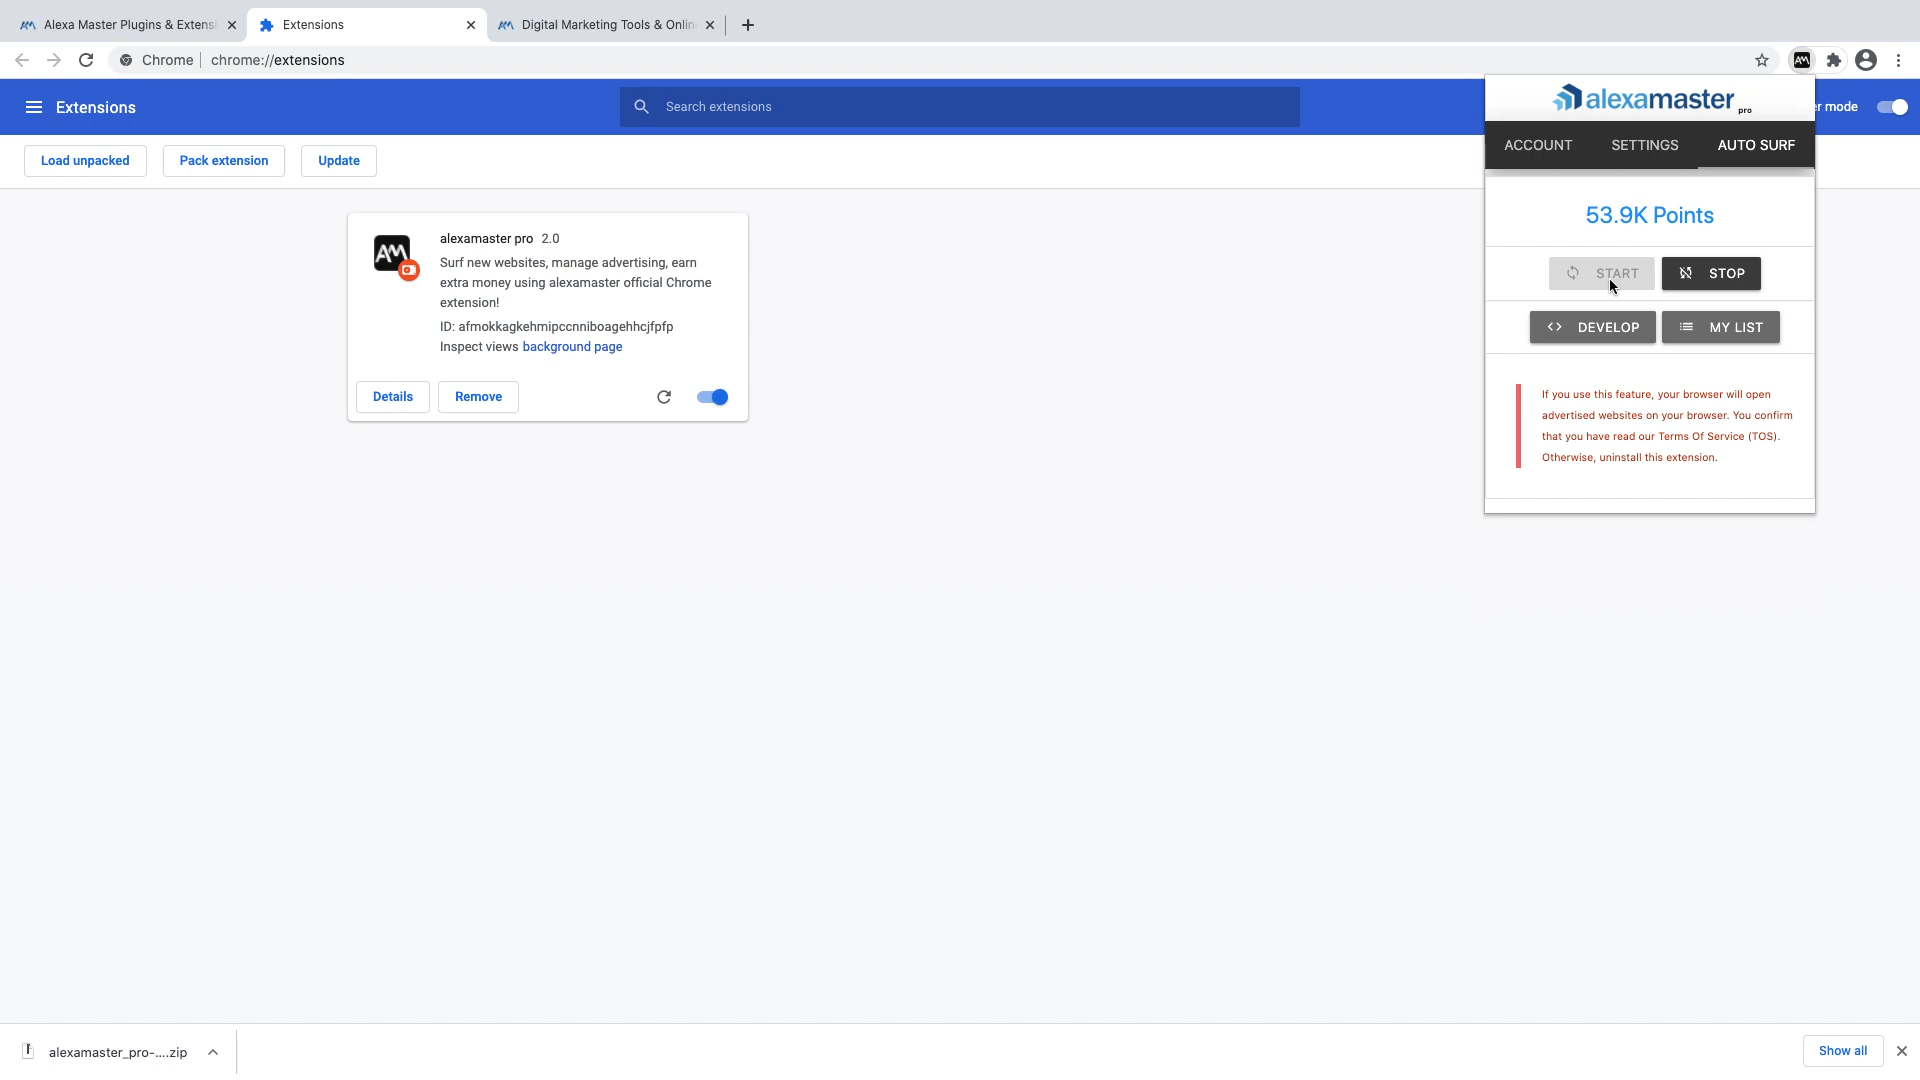 Alexa Master Plugins & Extens
Extensions
Digital Marketing Tools & Onlin
Chrome
chrome://extensions
Extensions
Search extensions
er mode
Load unpacked
Pack extension
Update
AM
alexamaster pro 2.0
Surf new websites, manage advertising, earn
extra money using alexamaster official Chrome
extension!
ID: afmokkagkehmipccnniboagehhcjfpfp
Inspect views background page
Details
Remove
AM
alexamaster pro
ACCOUNT
SETTINGS
AUTO SURF
53.9K Points
START
STOP
DEVELOP
MY LIST
If you use this feature, your browser will open
advertised websites on your browser. You confirm
that you have read our Terms Of Service (TOS).
Otherwise, uninstall this extension.
alexamaster_pro-....zip
Show all